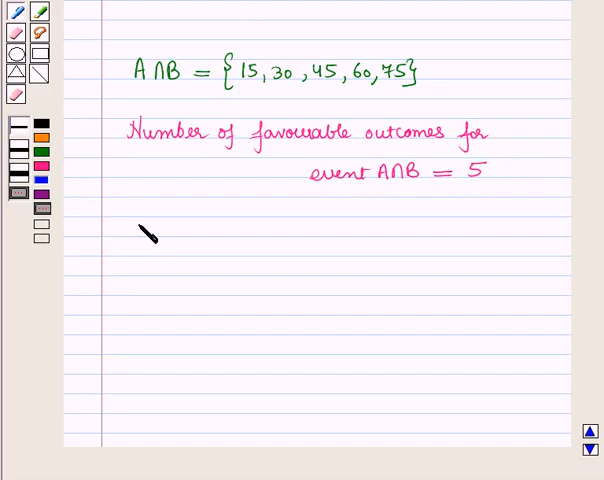 A∩B = {15, 30, 45, 60, 75}
Number of favourable outcomes for
event A∩B = 5